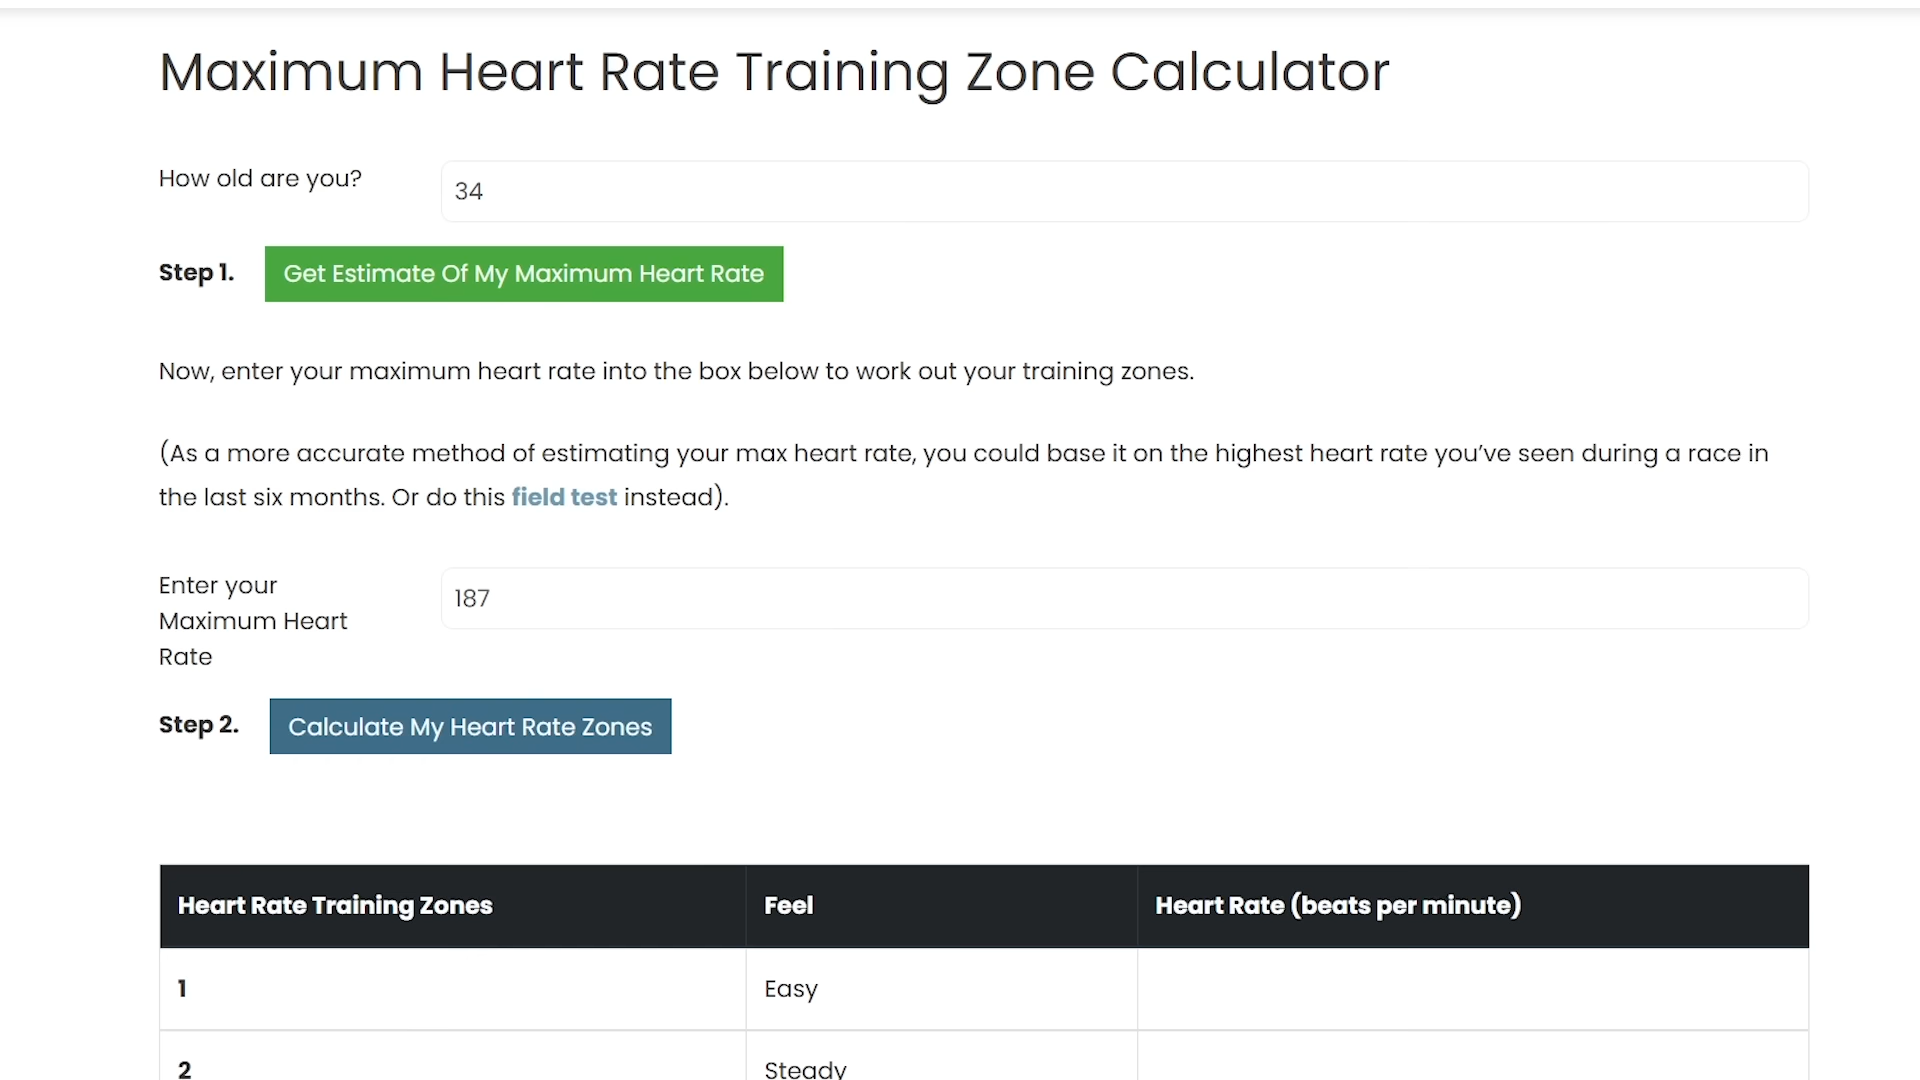 Maximum Heart Rate Training Zone Calculator
How old are you?
34
Step 1.
Get Estimate Of My Maximum Heart Rate
Now, enter your maximum heart rate into the box below to work out your training zones.
(As a more accurate method of estimating your max heart rate, you could base it on the highest heart rate you’ve seen during a race in
the last six months. Or do this field test instead).
Enter your
Maximum Heart
Rate
187
Step 2.
Calculate My Heart Rate Zones
Heart Rate Training Zones
Feel
Heart Rate (beats per minute)
1
Easy
2
Steady